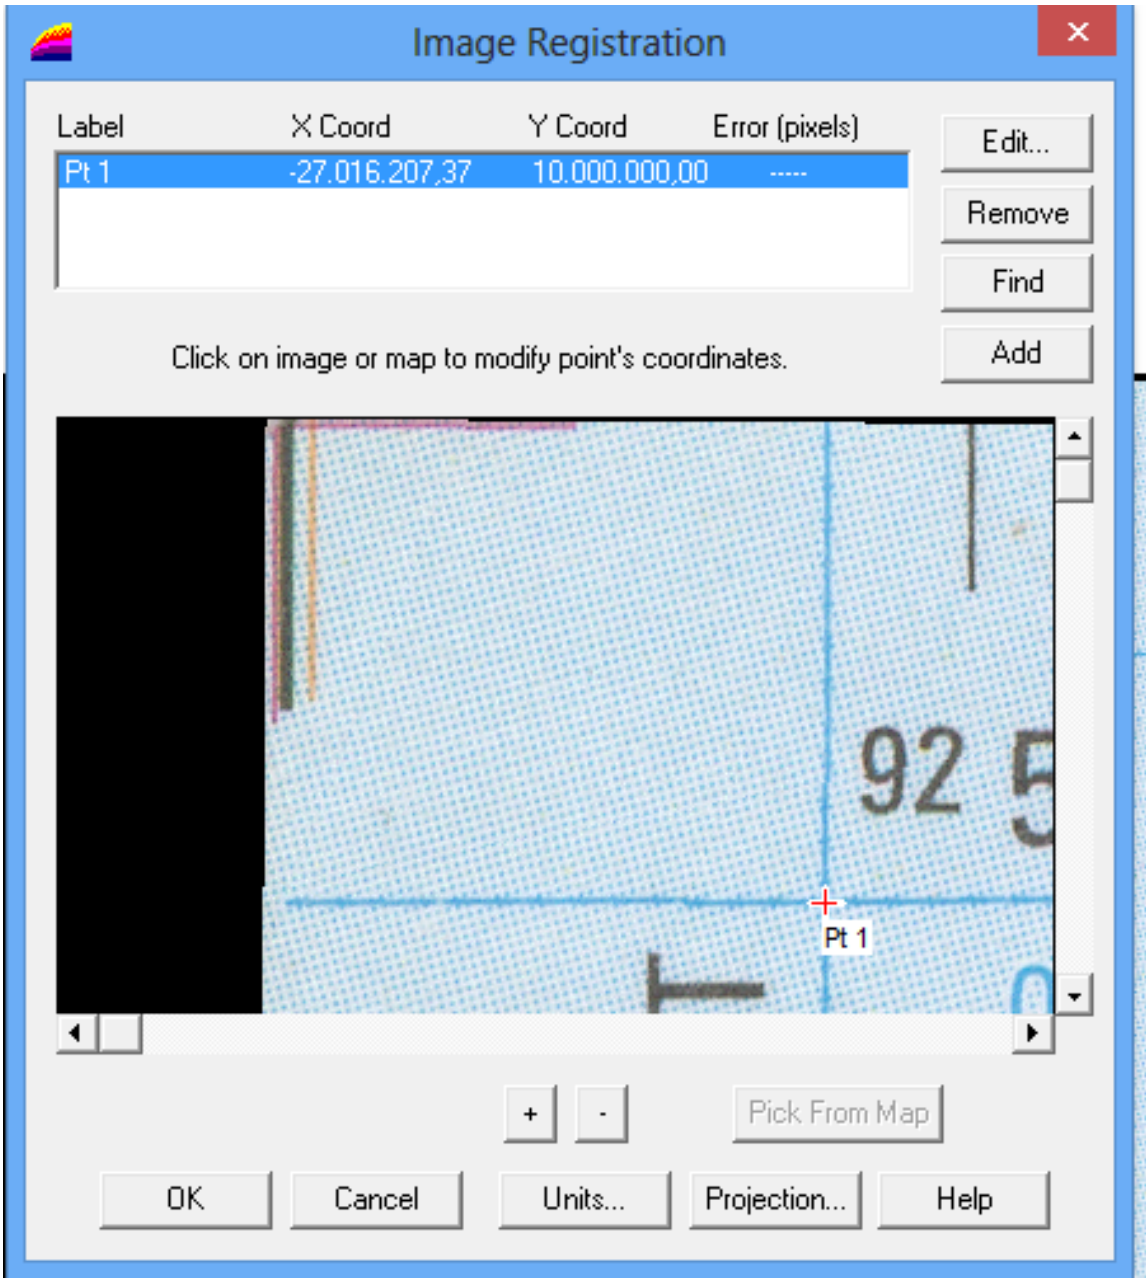 Image Registration
Label X Coord Y Coord Error (pixels)
Pt 1 -27.016.207,37 10.000.000,00 -----
Edit...
Remove
Find
Add
Click on image or map to modify point's coordinates.
92 5
Pt 1
+ -
Pick From Map
OK Cancel Units... Projection... Help